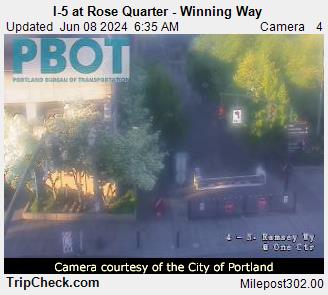 I-5 at Rose Quarter - Winning Way
Updated Jun 08 2024 6:35 AM Camera 4
PBOT
PORTLAND BUREAU OF TRANSPORTATION
4 - N. Ramsey Wy
@ One Ctr
Camera courtesy of the City of Portland
TripCheck.com Milepost302.00